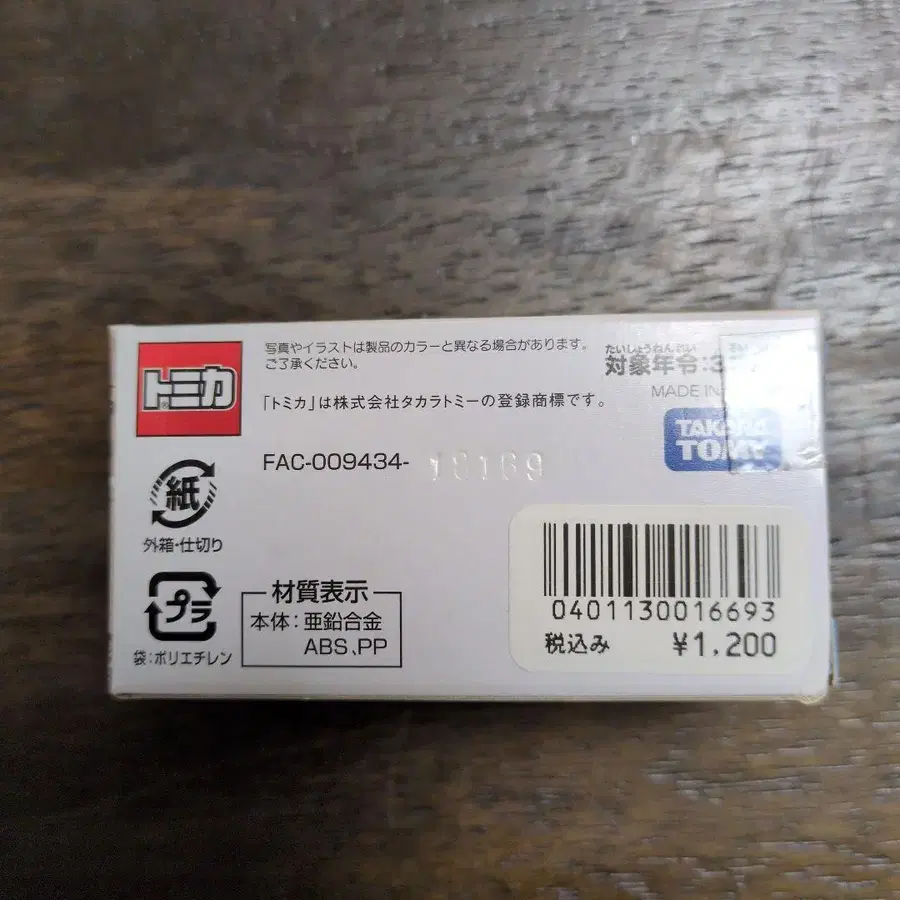 トミカ
®
写真やイラストは製品のカラーと異なる場合があります。
ご了承ください。
「トミカ」は株式会社タカラトミーの登録商標です。
たいしょうねんれい
対象年令:3
MADE IN
TAKARA
TOMY
FAC-009434-
紙
外箱・仕切り
プラ
袋:ポリエチレン
材質表示
本体:亜鉛合金
ABS、PP
0401130016693
税込み ¥1,200